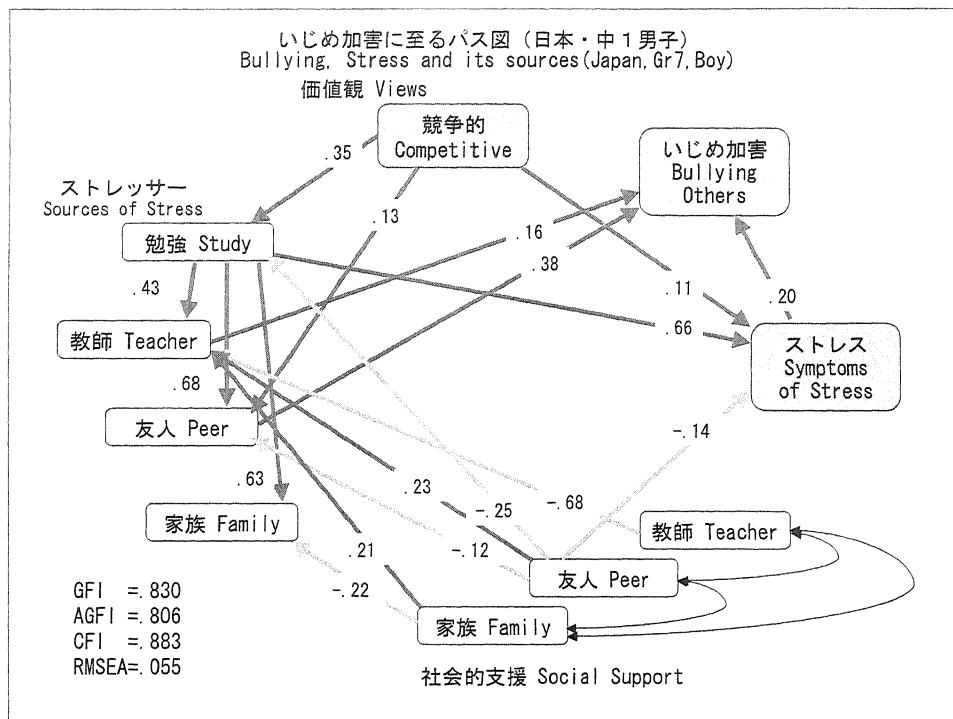 いじめ加害に至るパス図（日本・中１男子）
Bullying, Stress and its sources(Japan,Gr7,Boy)
価値観 Views
競争的
Competitive
いじめ加害
Bullying
Others
ストレッサー
Sources of Stress
.35
.13
勉強 Study
.16
.38
.43
.11
.20
.66
教師 Teacher
ストレス
Symptoms
of Stress
.68
友人 Peer
-.14
.63
.23
-.25
-.68
家族 Family
教師 Teacher
.21
-.12
友人 Peer
-.22
家族 Family
GFI =.830
AGFI =.806
CFI =.883
RMSEA=.055
社会的支援 Social Support